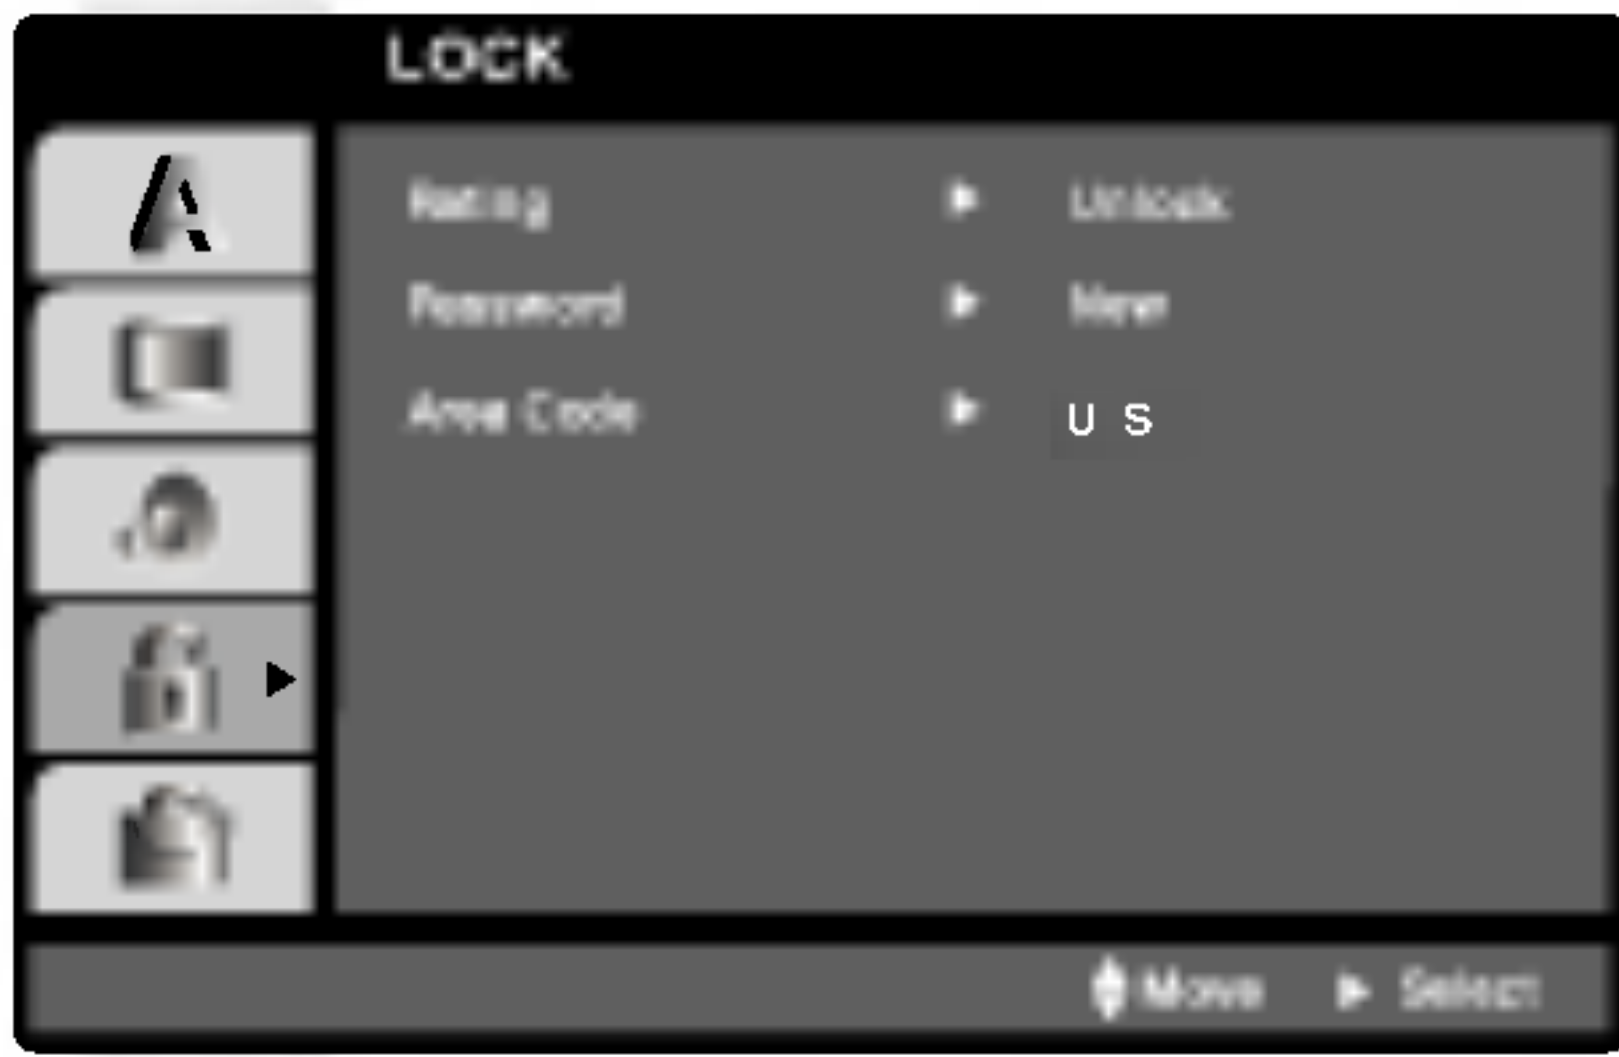 LOCK
Rating ▶ Unlock
Password ▶ New
Area Code ▶ U S
Move ▶ Select